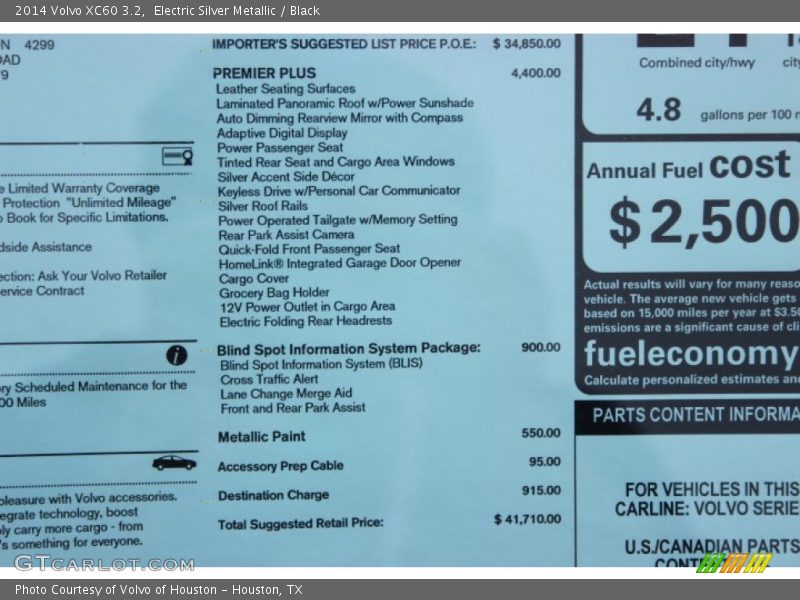 2014 Volvo XC60 3.2, Electric Silver Metallic / Black
N 4299
OAD
9
e Limited Warranty Coverage
Protection "Unlimited Mileage"
o Book for Specific Limitations.
dside Assistance
ection: Ask Your Volvo Retailer
ervice Contract
ory Scheduled Maintenance for the
00 Miles
pleasure with Volvo accessories.
egrate technology, boost
ply carry more cargo - from
's something for everyone.
IMPORTER'S SUGGESTED LIST PRICE P.O.E.: $ 34,850.00
PREMIER PLUS 4,400.00
Leather Seating Surfaces
Laminated Panoramic Roof w/Power Sunshade
Auto Dimming Rearview Mirror with Compass
Adaptive Digital Display
Power Passenger Seat
Tinted Rear Seat and Cargo Area Windows
Silver Accent Side Décor
Keyless Drive w/Personal Car Communicator
Silver Roof Rails
Power Operated Tailgate w/Memory Setting
Rear Park Assist Camera
Quick-Fold Front Passenger Seat
HomeLink® Integrated Garage Door Opener
Cargo Cover
Grocery Bag Holder
12V Power Outlet in Cargo Area
Electric Folding Rear Headrests
Blind Spot Information System Package: 900.00
Blind Spot Information System (BLIS)
Cross Traffic Alert
Lane Change Merge Aid
Front and Rear Park Assist
Metallic Paint 550.00
Accessory Prep Cable 95.00
Destination Charge 915.00
Total Suggested Retail Price: $ 41,710.00
Combined city/hwy city
4.8 gallons per 100 m
Annual Fuel cost
$2,500
Actual results will vary for many reaso
vehicle. The average new vehicle gets
based on 15,000 miles per year at $3.50
emissions are a significant cause of cli
fueleconomy
Calculate personalized estimates and
PARTS CONTENT INFORMA
FOR VEHICLES IN THIS
CARLINE: VOLVO SERIE
U.S./CANADIAN PARTS
CONT
GTCARLOT.COM
Photo Courtesy of Volvo of Houston - Houston, TX